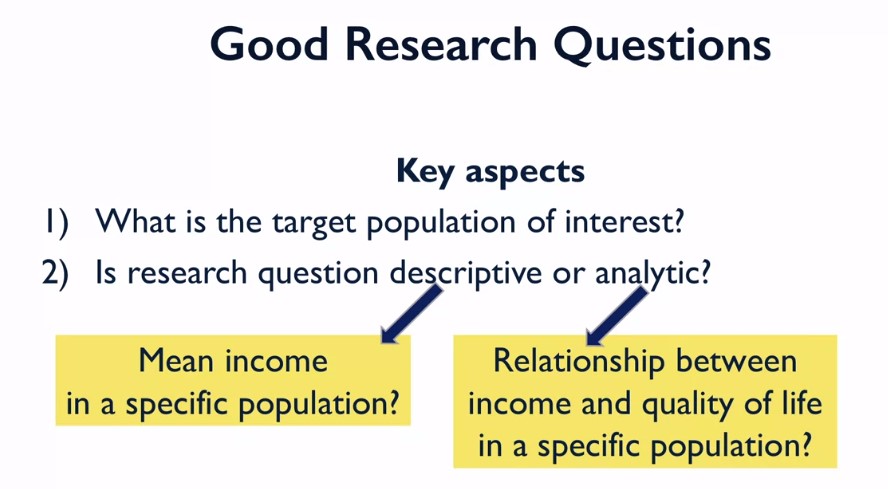 Good Research Questions
Key aspects
1) What is the target population of interest?
2) Is research question descriptive or analytic?
Mean income
in a specific population?
Relationship between
income and quality of life
in a specific population?